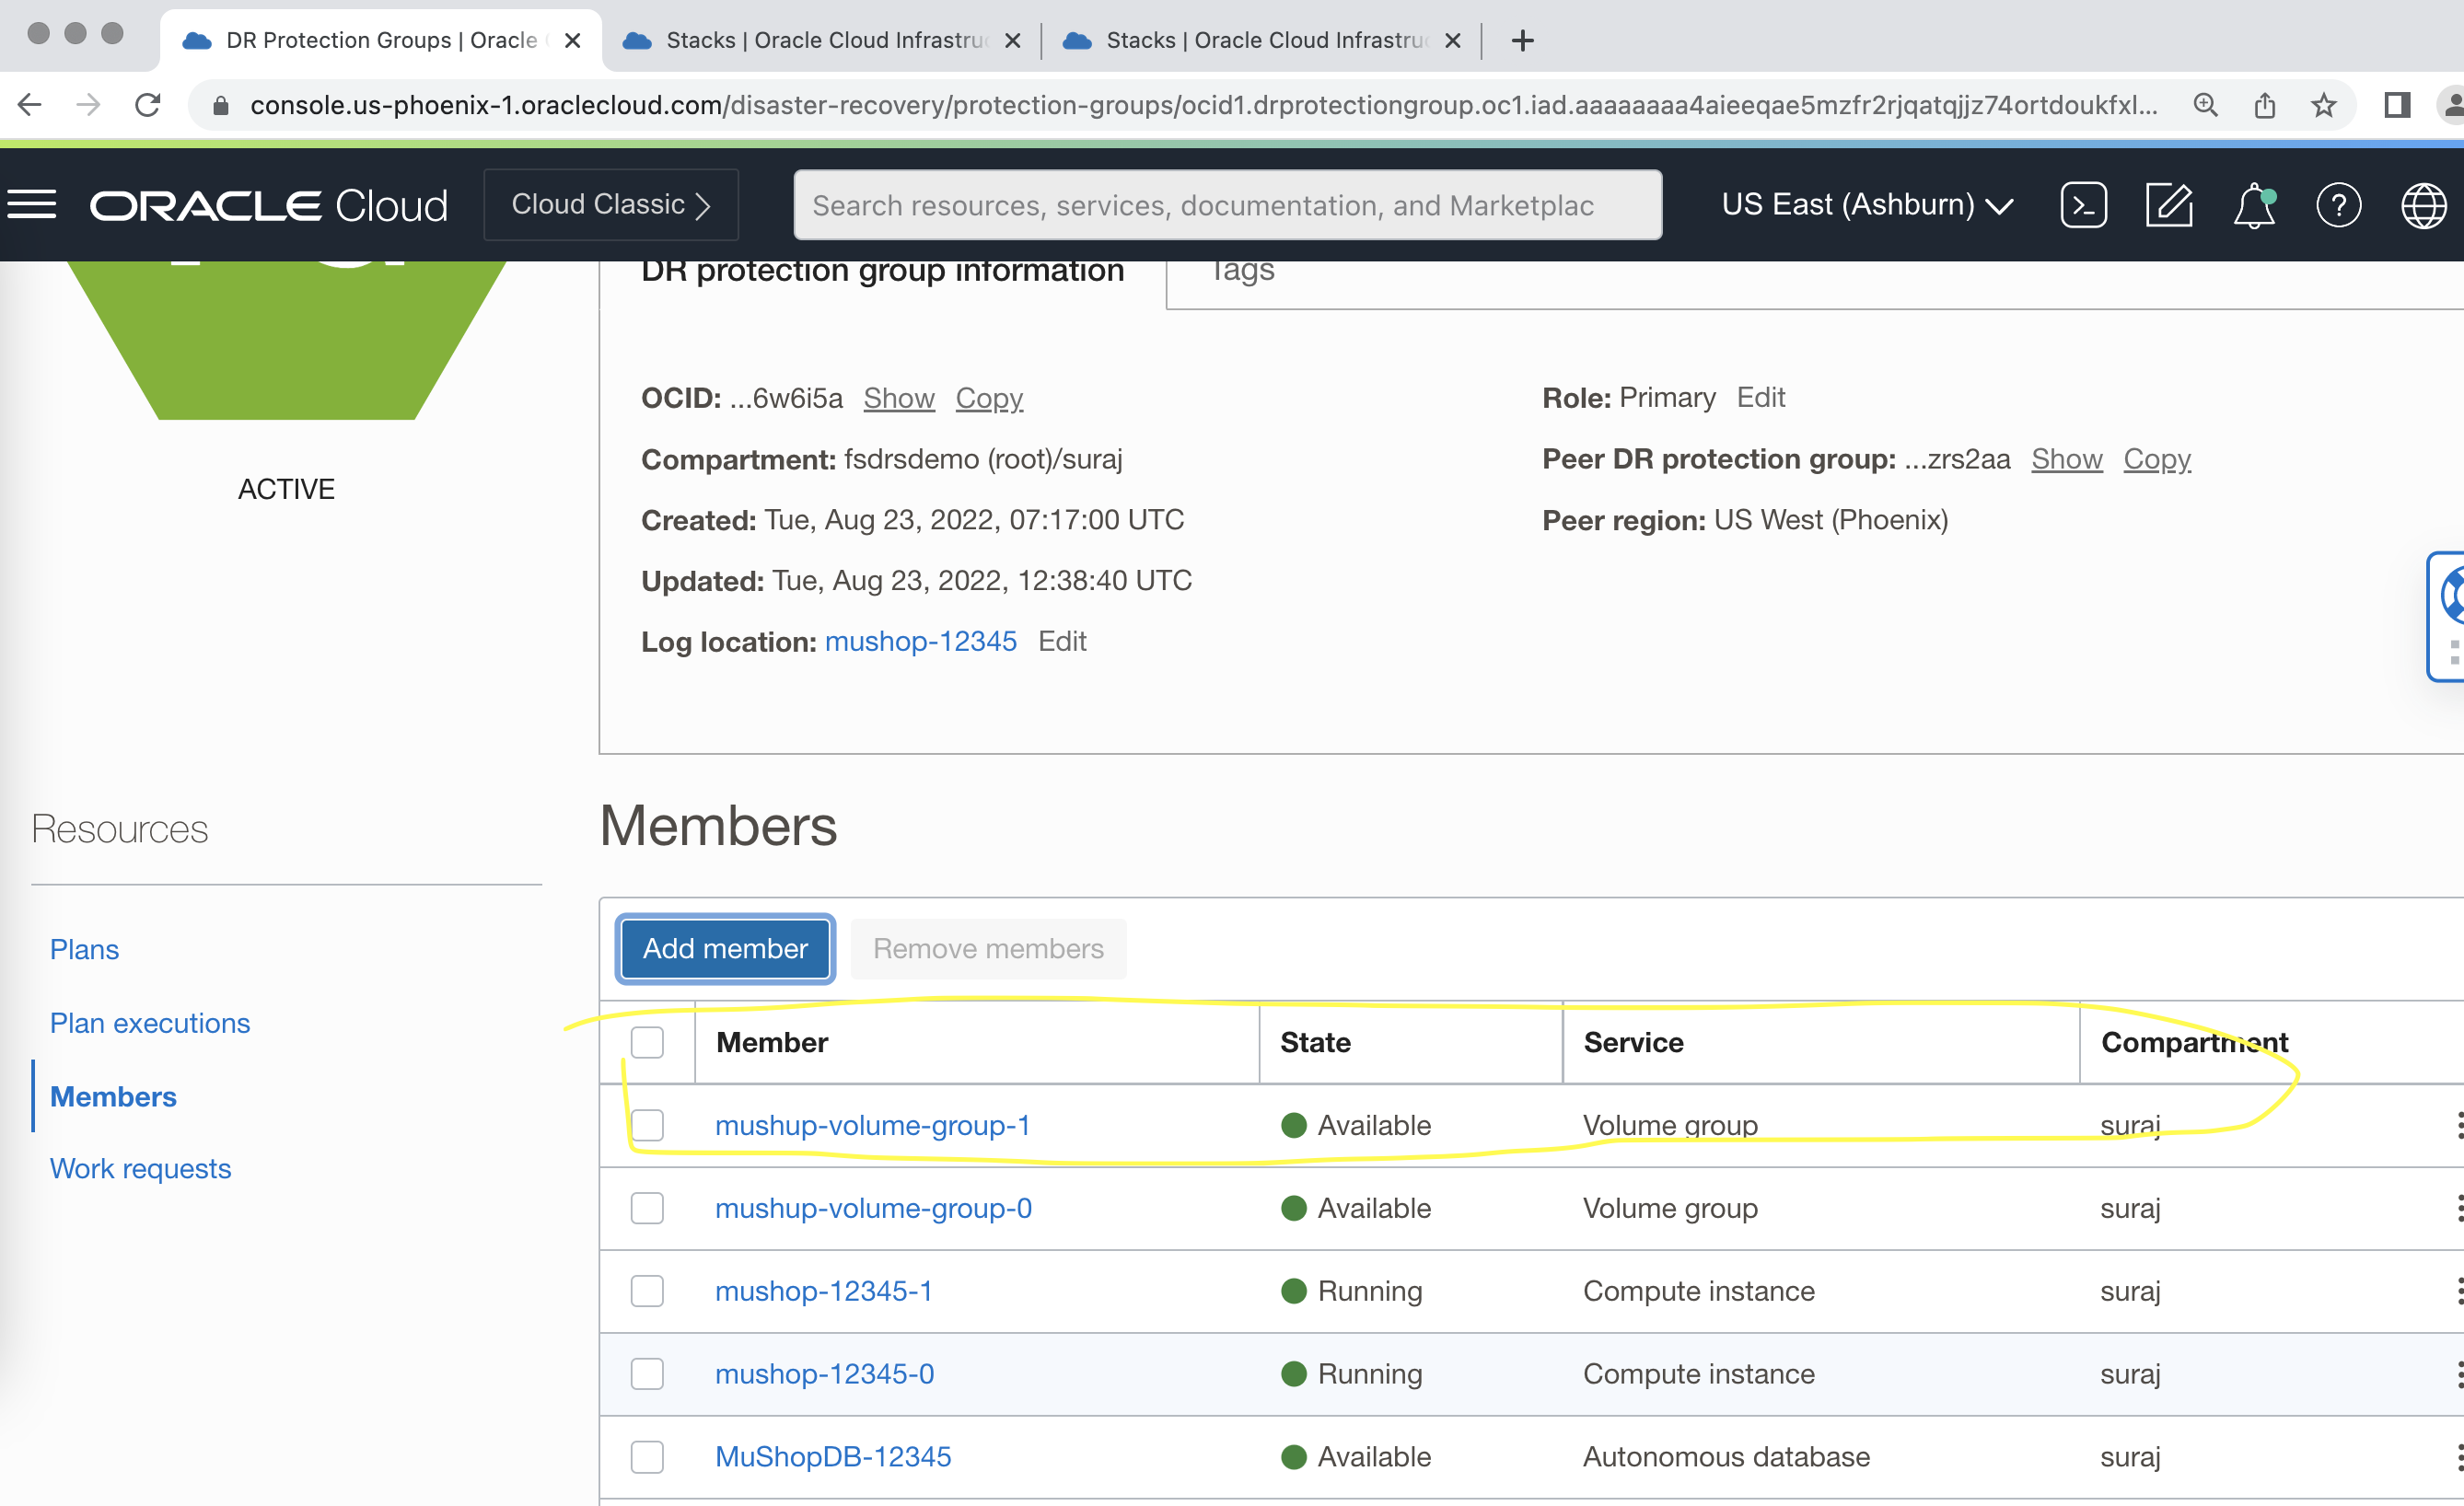 DR Protection Groups | Oracle
Stacks | Oracle Cloud Infrastru
Stacks | Oracle Cloud Infrastru
console.us-phoenix-1.oraclecloud.com/disaster-recovery/protection-groups/ocid1.drprotectiongroup.oc1.iad.aaaaaaaa4aieeqae5mzfr2rjqatqjjz74ortdoukfxl...
ORACLE Cloud
Cloud Classic
Search resources, services, documentation, and Marketplac
US East (Ashburn)
DR protection group information
Tags
ACTIVE
OCID: ...6w6i5a Show Copy
Compartment: fsdrsdemo (root)/suraj
Created: Tue, Aug 23, 2022, 07:17:00 UTC
Updated: Tue, Aug 23, 2022, 12:38:40 UTC
Log location: mushop-12345 Edit
Role: Primary Edit
Peer DR protection group: ...zrs2aa Show Copy
Peer region: US West (Phoenix)
Resources
Plans
Plan executions
Members
Work requests
Members
Add member Remove members
Member State Service Compartment
mushup-volume-group-1 Available Volume group suraj
mushup-volume-group-0 Available Volume group suraj
mushop-12345-1 Running Compute instance suraj
mushop-12345-0 Running Compute instance suraj
MuShopDB-12345 Available Autonomous database suraj